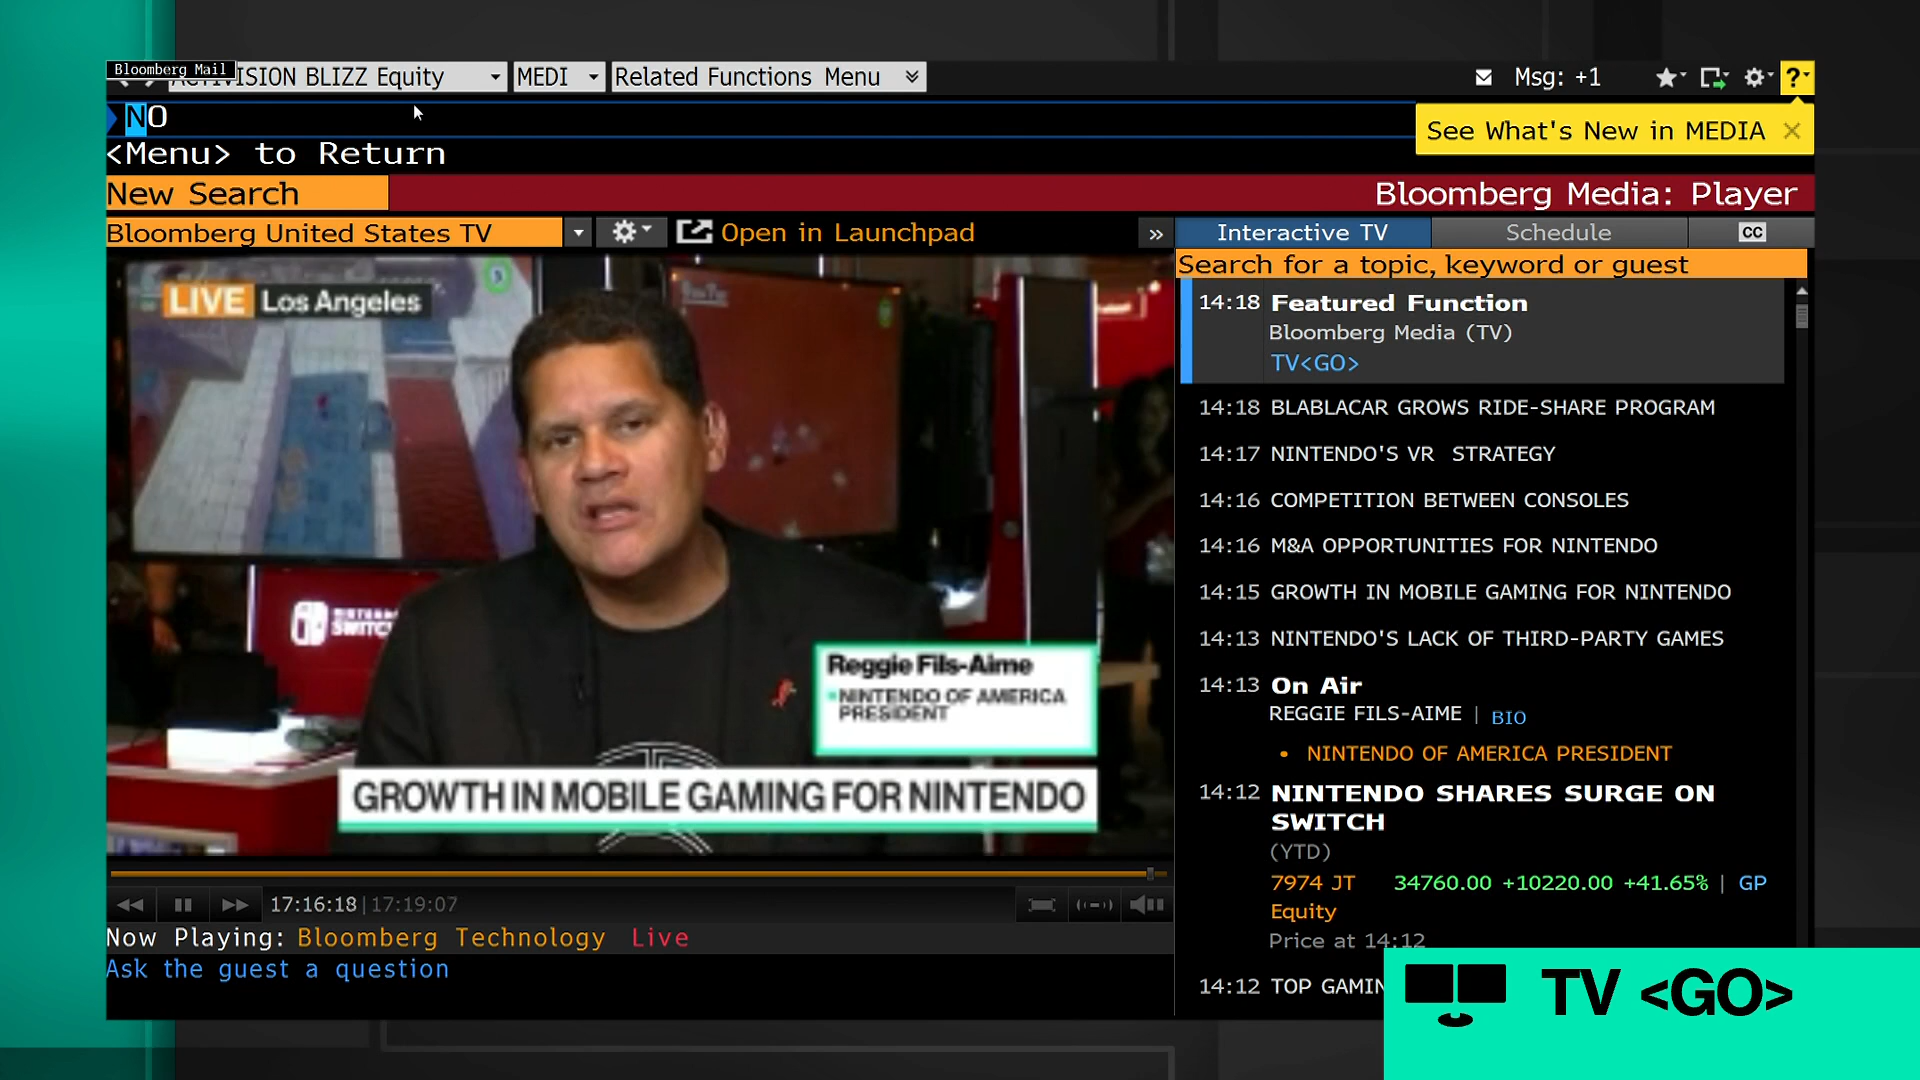 Bloomberg Mail
ACTIVISION BLIZZ Equity
MEDI
Related Functions Menu
Msg: +1
?
NO
See What's New in MEDIA
<Menu> to Return
New Search
Bloomberg Media: Player
Bloomberg United States TV
Open in Launchpad
»
Interactive TV
Schedule
CC
Search for a topic, keyword or guest
LIVE Los Angeles
14:18 Featured Function
Bloomberg Media (TV)
TV<GO>
14:18 BLABLACAR GROWS RIDE-SHARE PROGRAM
14:17 NINTENDO'S VR STRATEGY
14:16 COMPETITION BETWEEN CONSOLES
14:16 M&A OPPORTUNITIES FOR NINTENDO
14:15 GROWTH IN MOBILE GAMING FOR NINTENDO
14:13 NINTENDO'S LACK OF THIRD-PARTY GAMES
14:13 On Air
REGGIE FILS-AIME | BIO
• NINTENDO OF AMERICA PRESIDENT
14:12 NINTENDO SHARES SURGE ON
SWITCH
(YTD)
7974 JT 34760.00 +10220.00 +41.65% | GP
Equity
Price at 14:12
14:12 TOP GAMIN
NINTENDO
SWITCH
Reggie Fils-Aime
NINTENDO OF AMERICA
PRESIDENT
GROWTH IN MOBILE GAMING FOR NINTENDO
17:16:18|17:19:07
Now Playing: Bloomberg Technology Live
Ask the guest a question
TV <GO>